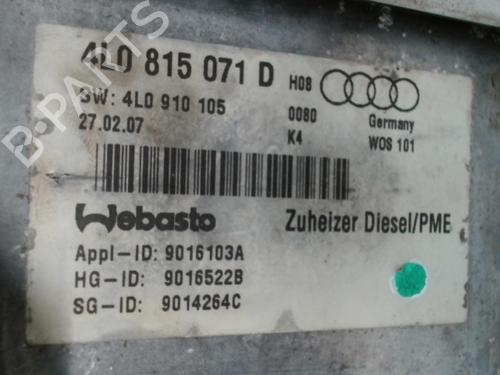 4L0 815 071 D H08
SW: 4L0 910 105 0080 Germany
27.02.07 K4 WOS 101
Webasto Zuheizer Diesel/PME
Appl-ID: 9016103A
HG-ID: 9016522B
SG-ID: 9014264C
B-PARTS